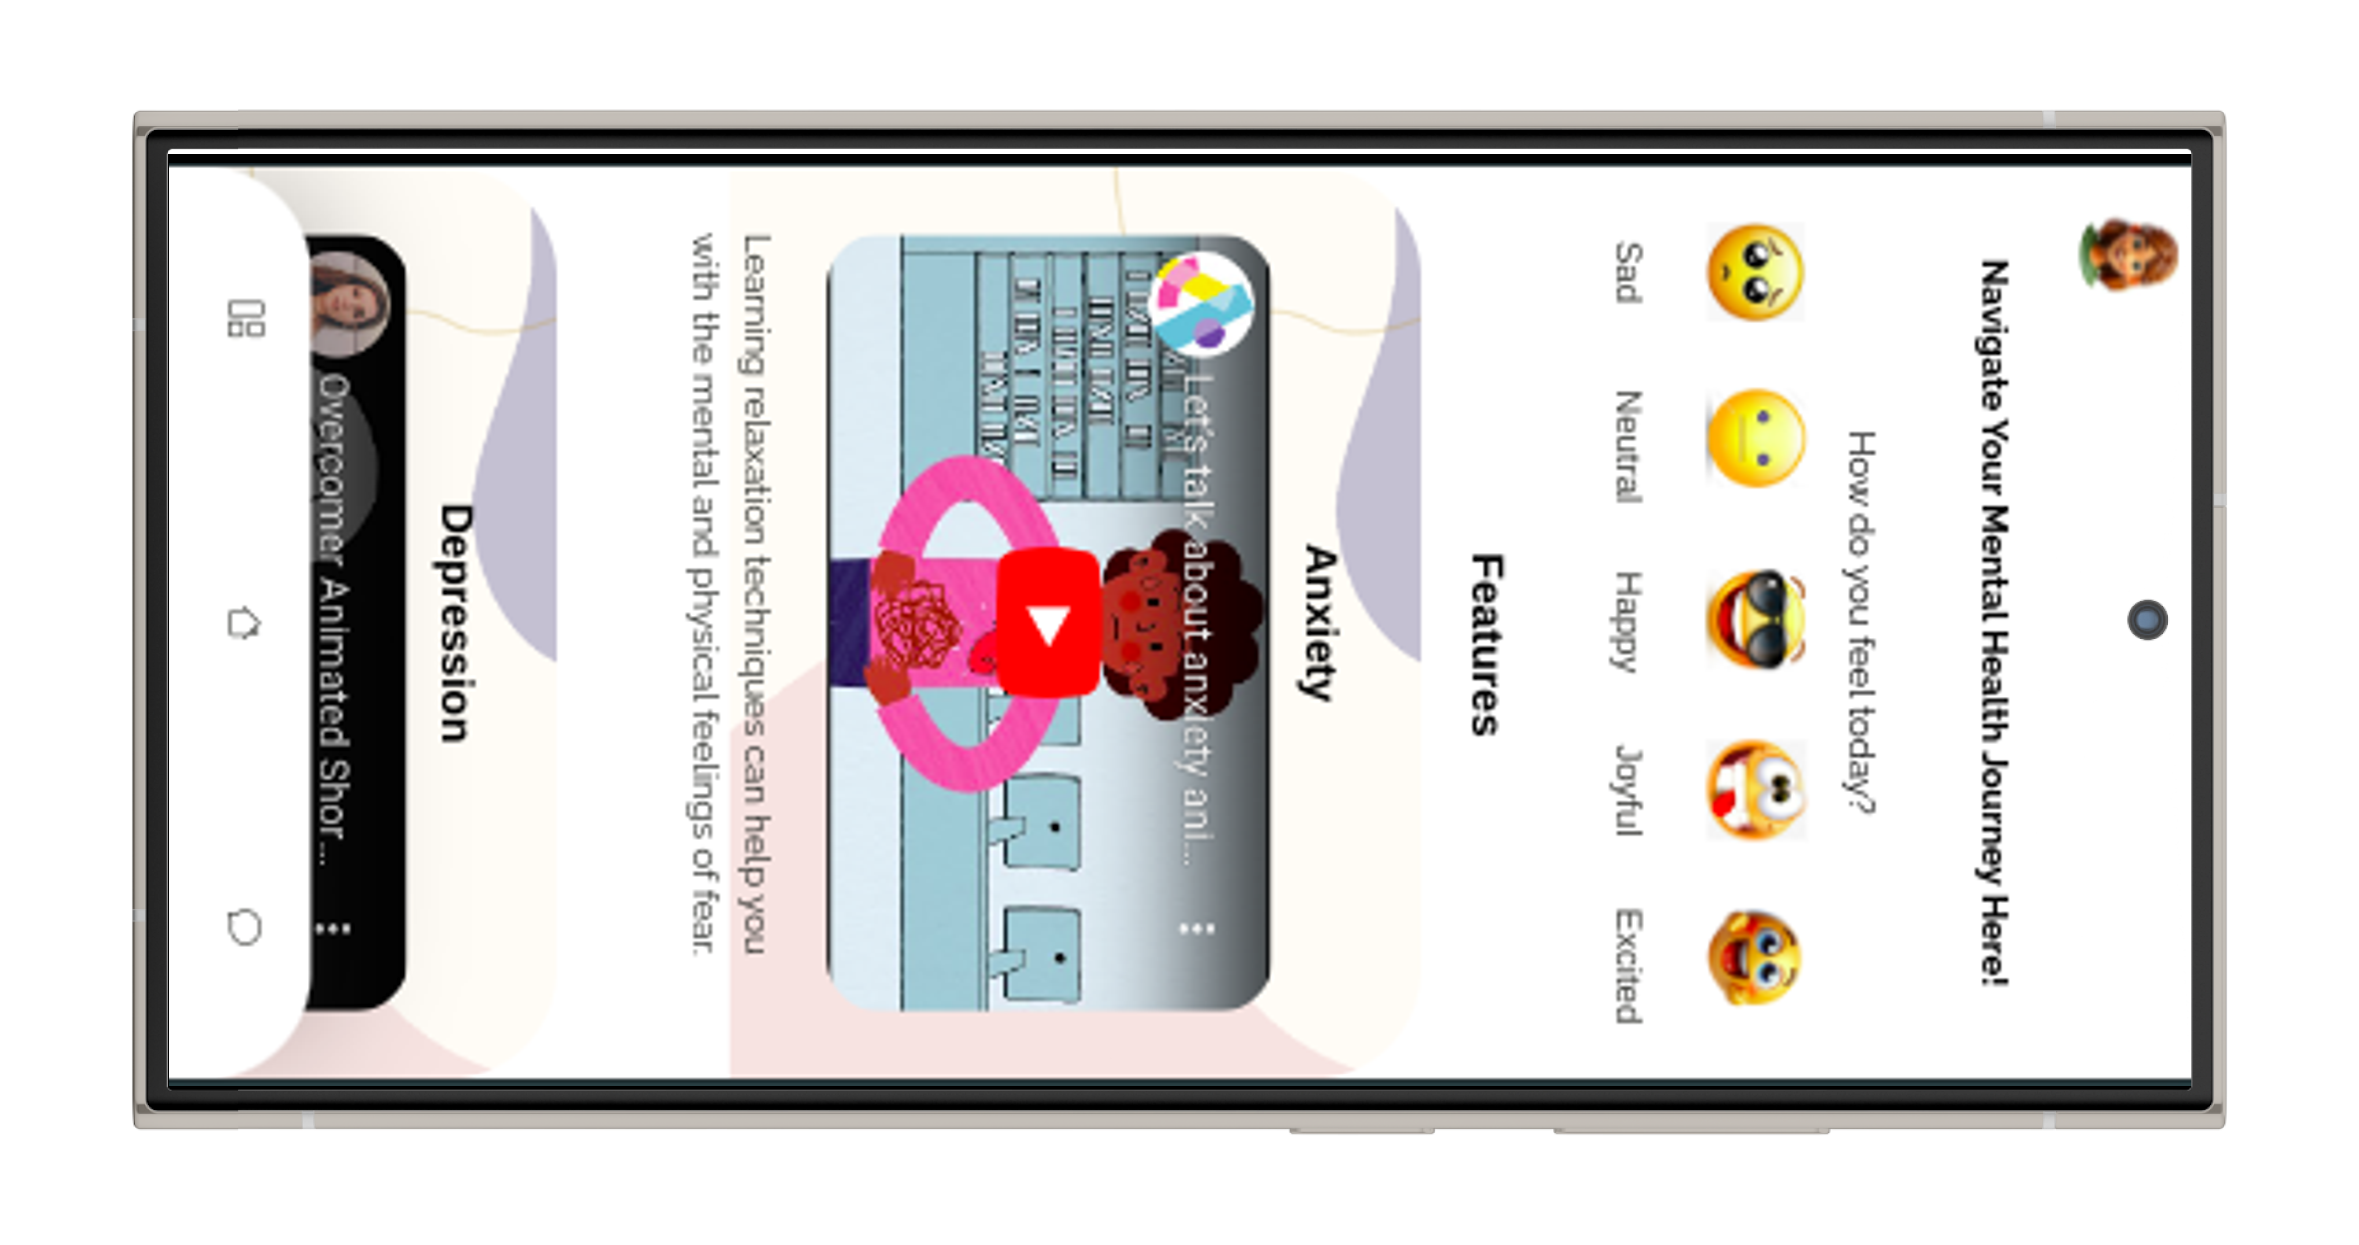 Navigate Your Mental Health Journey Here!
How do you feel today?
Sad
Neutral
Happy
Joyful
Excited
Features
Anxiety
Let's talk about anxiety ani...
Learning relaxation techniques can help you
with the mental and physical feelings of fear.
Depression
Overcomer Animated Shor...